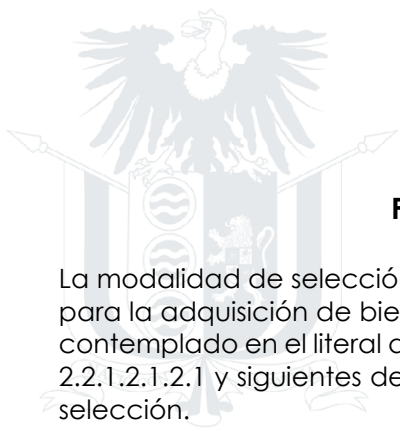 F
La modalidad de selecció
para la adquisición de bie
contemplado en el literal
2.2.1.2.1.2.1 y siguientes de
selección.